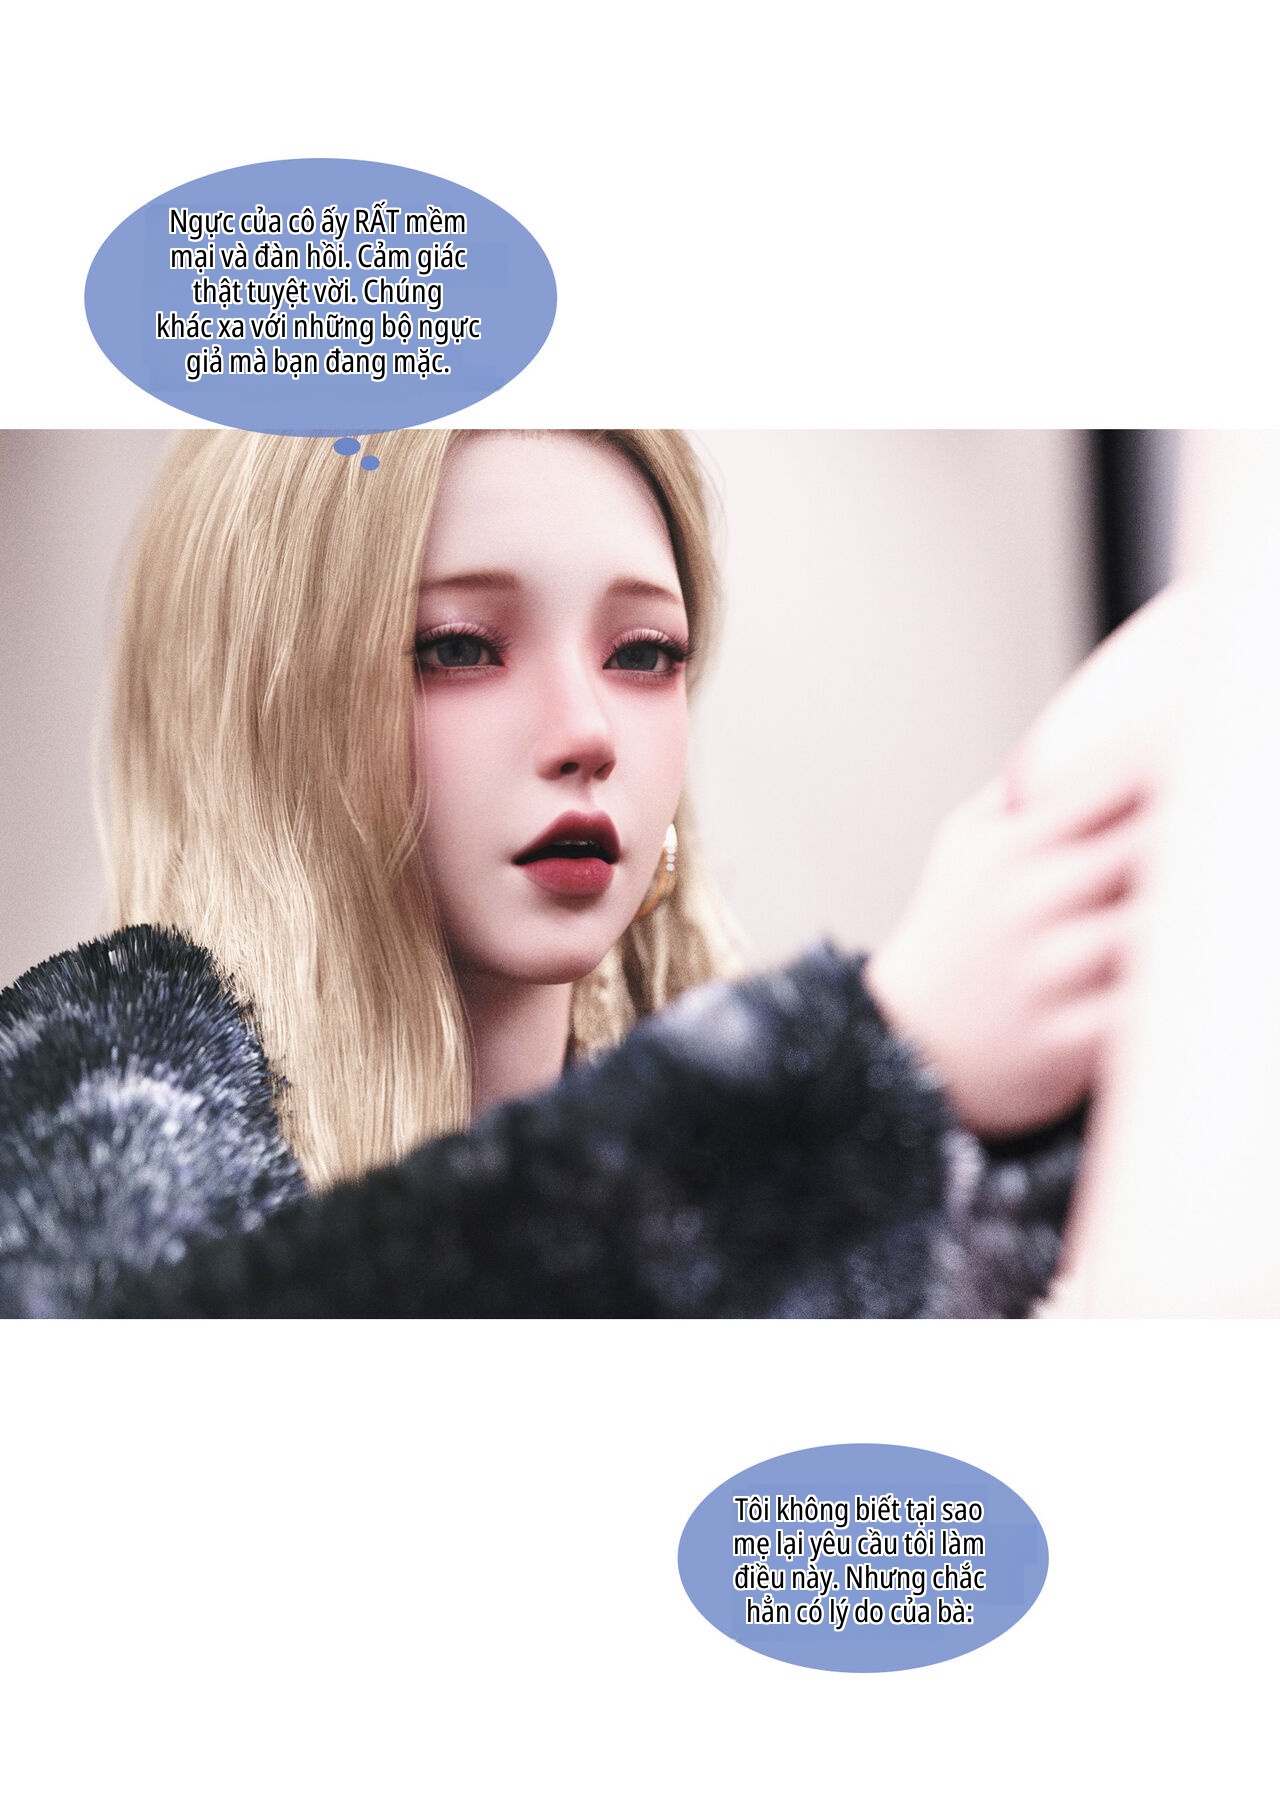 Ngực của cô ấy RẤT mềm
mại và đàn hồi. Cảm giác
thật tuyệt vời. Chúng
khác xa với những bộ ngực
giả mà bạn đang mặc.
Tôi không biết tại sao
mẹ lại yêu cầu tôi làm
điều này. Nhưng chắc
hẳn có lý do của bà: